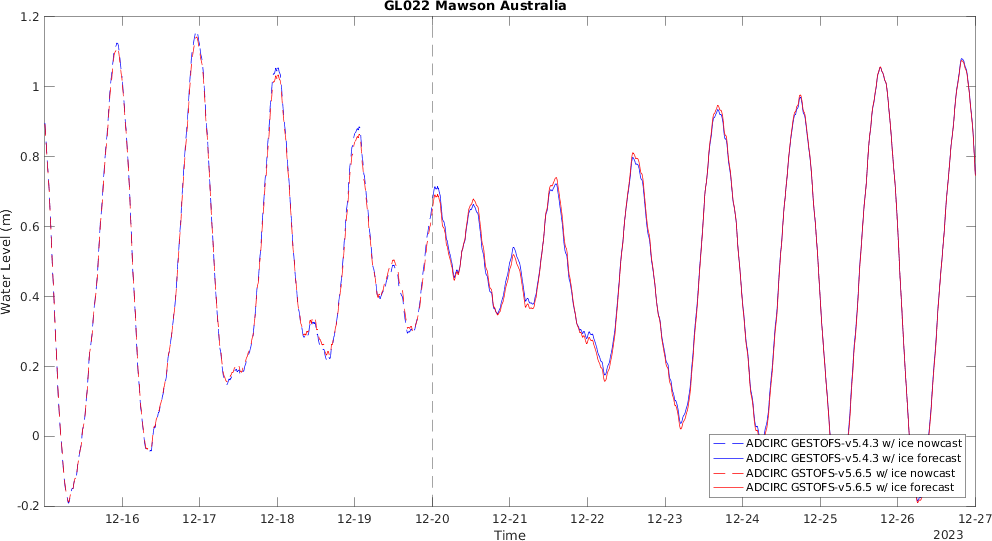 GL022 Mawson Australia
1.2
1
0.8
0.6
0.4
0.2
0
-0.2
Water Level (m)
12-16 12-17 12-18 12-19 12-20 12-21 12-22 12-23 12-24 12-25 12-26 12-27
Time
2023
ADCIRC GESTOFS-v5.4.3 w/ ice nowcast
ADCIRC GESTOFS-v5.4.3 w/ ice forecast
ADCIRC GSTOFS-v5.6.5 w/ ice nowcast
ADCIRC GSTOFS-v5.6.5 w/ ice forecast